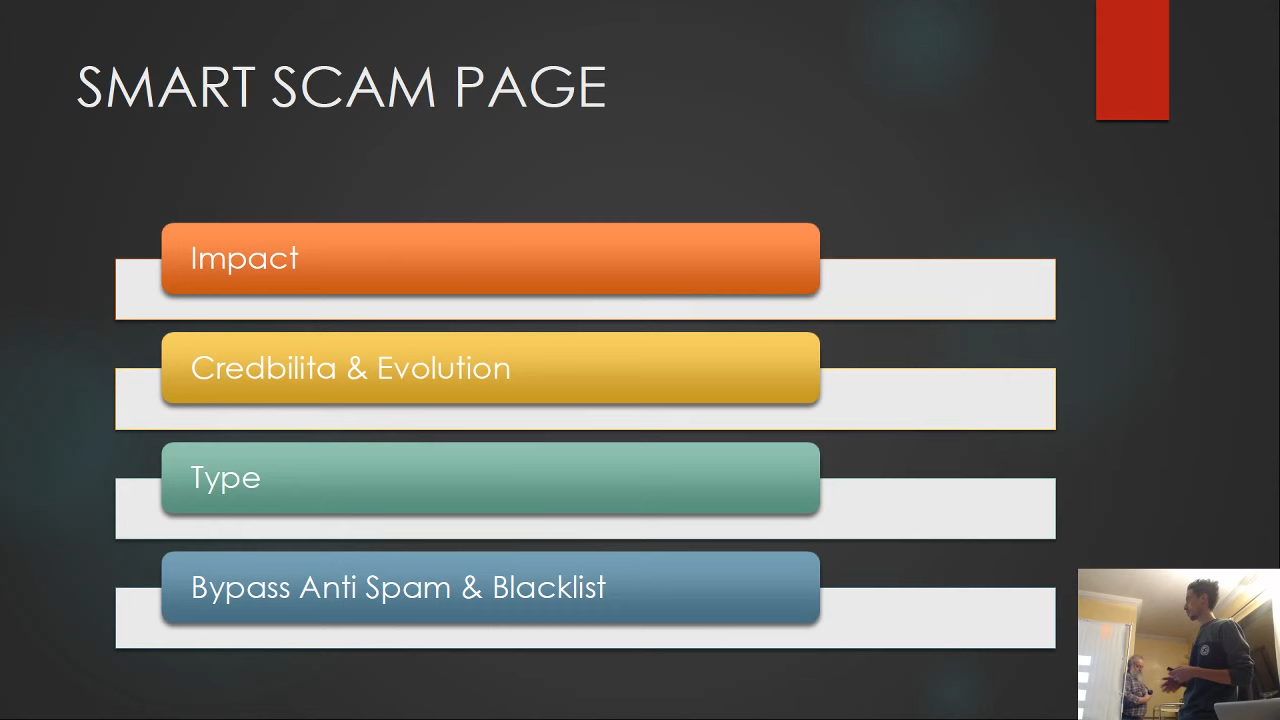 SMART SCAM PAGE
Impact
Credbilita & Evolution
Type
Bypass Anti Spam & Blacklist